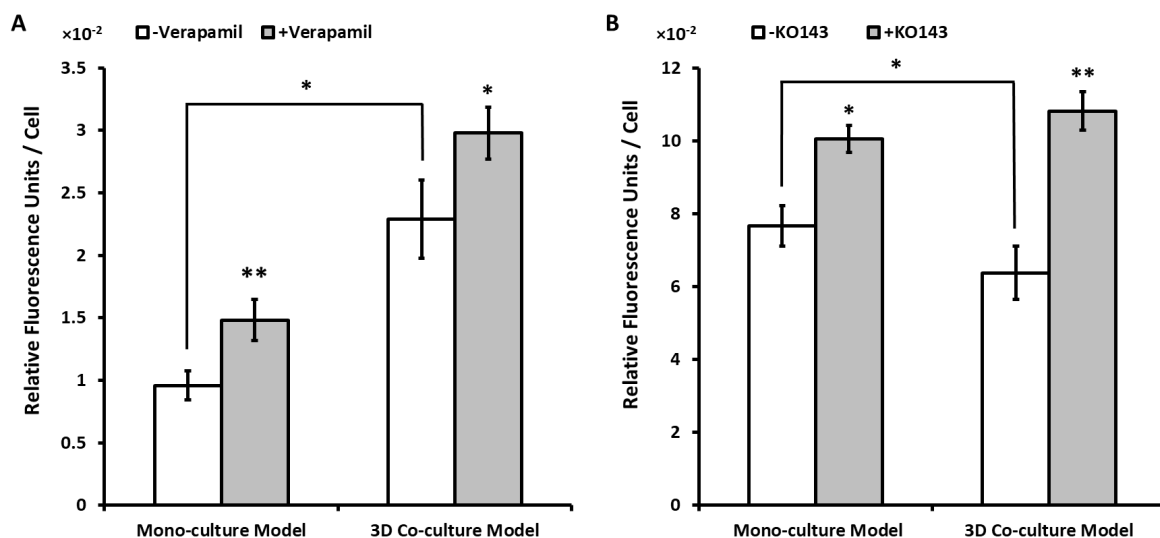 A
×10⁻² -Verapamil +Verapamil
Relative Fluorescence Units / Cell
3.5
3
2.5
2
1.5
1
0.5
0
*
*
**
Mono-culture Model 3D Co-culture Model
B
×10⁻² -KO143 +KO143
Relative Fluorescence Units / Cell
12
10
8
6
4
2
0
*
**
*
Mono-culture Model 3D Co-culture Model